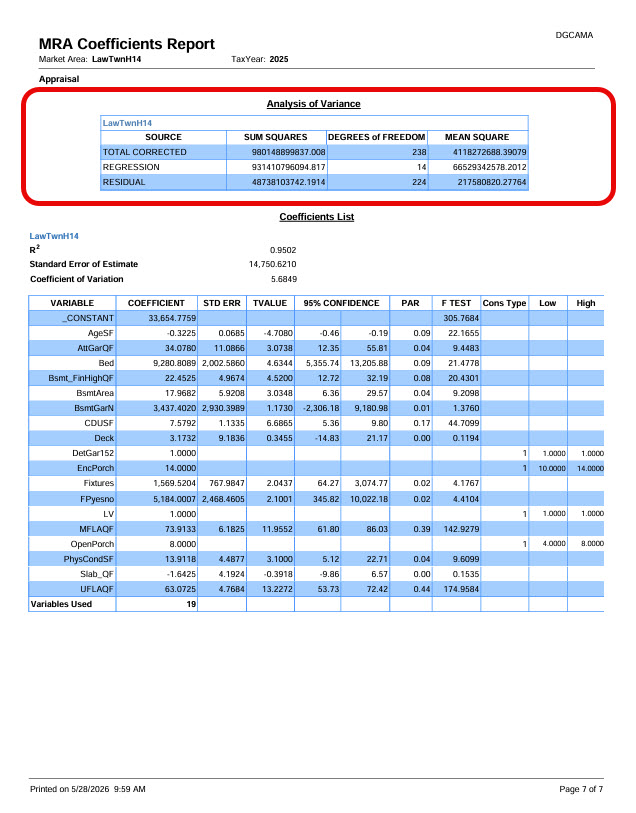 DGCAMA
MRA Coefficients Report
Market Area: LawTwnH14 TaxYear: 2025
Appraisal
Analysis of Variance
LawTwnH14
SOURCE SUM SQUARES DEGREES of FREEDOM MEAN SQUARE
TOTAL CORRECTED 980148899837.008 238 4118272688.39079
REGRESSION 931410796094.817 14 66529342578.2012
RESIDUAL 48738103742.1914 224 217580820.27764
Coefficients List
LawTwnH14
R² 0.9502
Standard Error of Estimate 14,750.6210
Coefficient of Variation 5.6849
VARIABLE COEFFICIENT STD ERR TVALUE 95% CONFIDENCE PAR F TEST Cons Type Low High
_CONSTANT 33,654.7759 305.7684
AgeSF -0.3225 0.0685 -4.7080 -0.46 -0.19 0.09 22.1655
AttGarQF 34.0780 11.0866 3.0738 12.35 55.81 0.04 9.4483
Bed 9,280.8089 2,002.5860 4.6344 5,355.74 13,205.88 0.09 21.4778
Bsmt_FinHighQF 22.4525 4.9674 4.5200 12.72 32.19 0.08 20.4301
BsmtArea 17.9682 5.9208 3.0348 6.36 29.57 0.04 9.2098
BsmtGarN 3,437.4020 2,930.3989 1.1730 -2,306.18 9,180.98 0.01 1.3760
CDUSF 7.5792 1.1335 6.6865 5.36 9.80 0.17 44.7099
Deck 3.1732 9.1836 0.3455 -14.83 21.17 0.00 0.1194
DetGar152 1.0000 1 1.0000 1.0000
EncPorch 14.0000 1 10.0000 14.0000
Fixtures 1,569.5204 767.9847 2.0437 64.27 3,074.77 0.02 4.1767
FPyesno 5,184.0007 2,468.4605 2.1001 345.82 10,022.18 0.02 4.4104
LV 1.0000 1 1.0000 1.0000
MFLAQF 73.9133 6.1825 11.9552 61.80 86.03 0.39 142.9279
OpenPorch 8.0000 1 4.0000 8.0000
PhysCondSF 13.9118 4.4877 3.1000 5.12 22.71 0.04 9.6099
Slab_QF -1.6425 4.1924 -0.3918 -9.86 6.57 0.00 0.1535
UFLAQF 63.0725 4.7684 13.2272 53.73 72.42 0.44 174.9584
Variables Used 19
Printed on 5/28/2026 9:59 AM Page 7 of 7